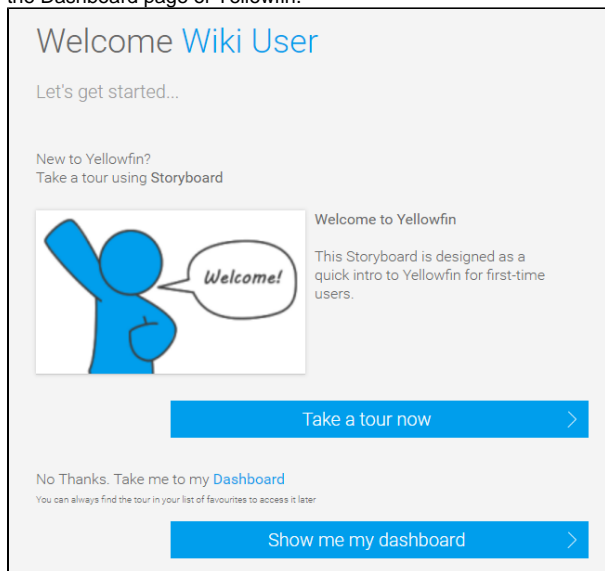 the Dashboard page of Yellowfin.
Welcome Wiki User
Let's get started...
New to Yellowfin?
Take a tour using Storyboard
Welcome!
Welcome to Yellowfin
This Storyboard is designed as a
quick intro to Yellowfin for first-time
users.
Take a tour now
No Thanks. Take me to my Dashboard
You can always find the tour in your list of favourites to access it later
Show me my dashboard